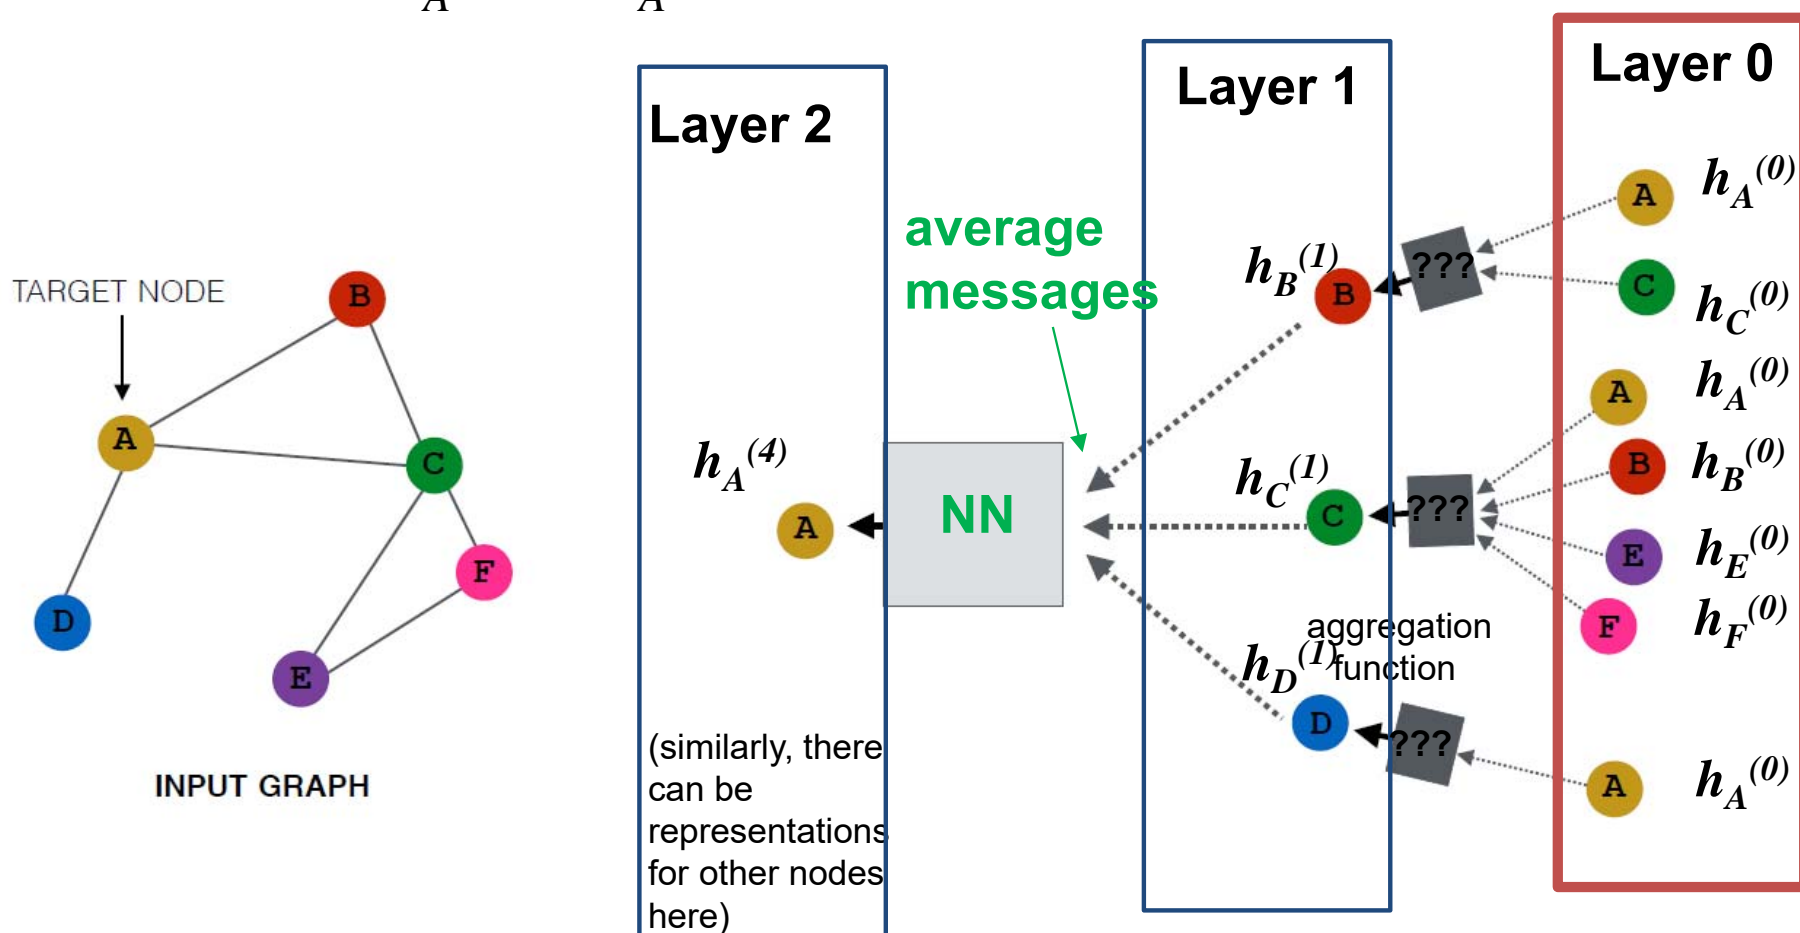 A A
Layer 0
Layer 1
Layer 2
TARGET NODE
A
B
C
D
E
F
INPUT GRAPH
h_A^(4)
A
(similarly, there
can be
representations
for other nodes
here)
average
messages
NN
h_B^(1)
B
h_C^(1)
C
h_D^(1)
D
aggregation
function
???
???
???
A h_A^(0)
C h_C^(0)
A h_A^(0)
B h_B^(0)
E h_E^(0)
F h_F^(0)
A h_A^(0)